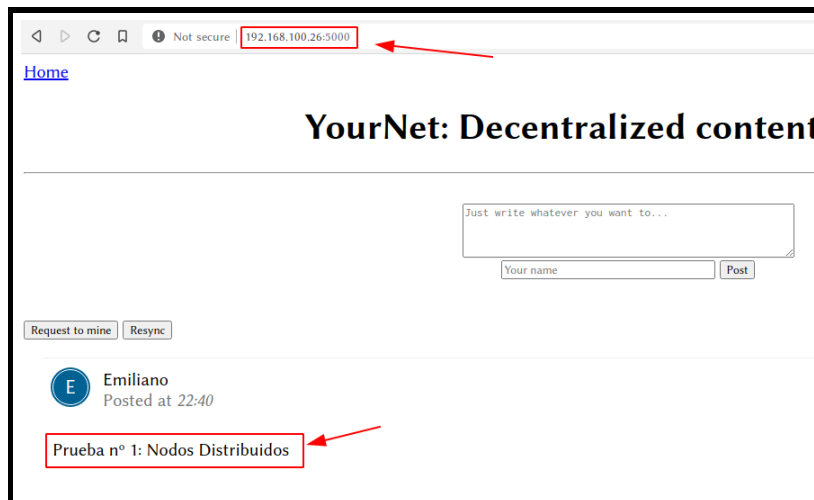 Not secure
192.168.100.26:5000
Home
YourNet: Decentralized content
Just write whatever you want to...
Your name
Post
Request to mine
Resync
E
Emiliano
Posted at 22:40
Prueba nº 1: Nodos Distribuidos